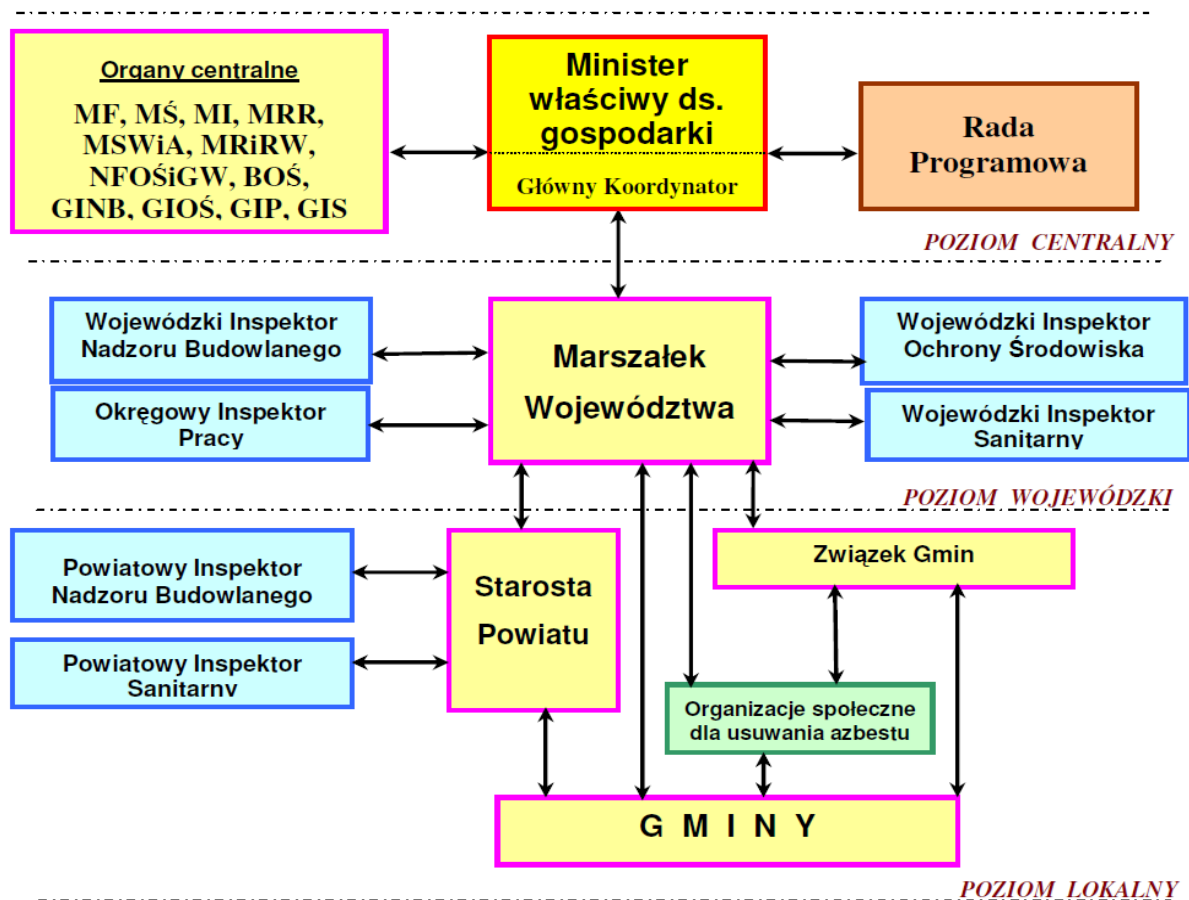 Organy centralne
MF, MŚ, MI, MRR,
MSWiA, MRiRW,
NFOŚiGW, BOŚ,
GINB, GIOŚ, GIP, GIS
Minister
właściwy ds.
gospodarki
Główny Koordynator
Rada
Programowa
POZIOM CENTRALNY
Wojewódzki Inspektor
Nadzoru Budowlanego
Okręgowy Inspektor
Pracy
Marszałek
Województwa
Wojewódzki Inspektor
Ochrony Środowiska
Wojewódzki Inspektor
Sanitarny
POZIOM WOJEWÓDZKI
Powiatowy Inspektor
Nadzoru Budowlanego
Powiatowy Inspektor
Sanitarny
Starosta
Powiatu
Związek Gmin
Organizacje społeczne
dla usuwania azbestu
G M I N Y
POZIOM LOKALNY